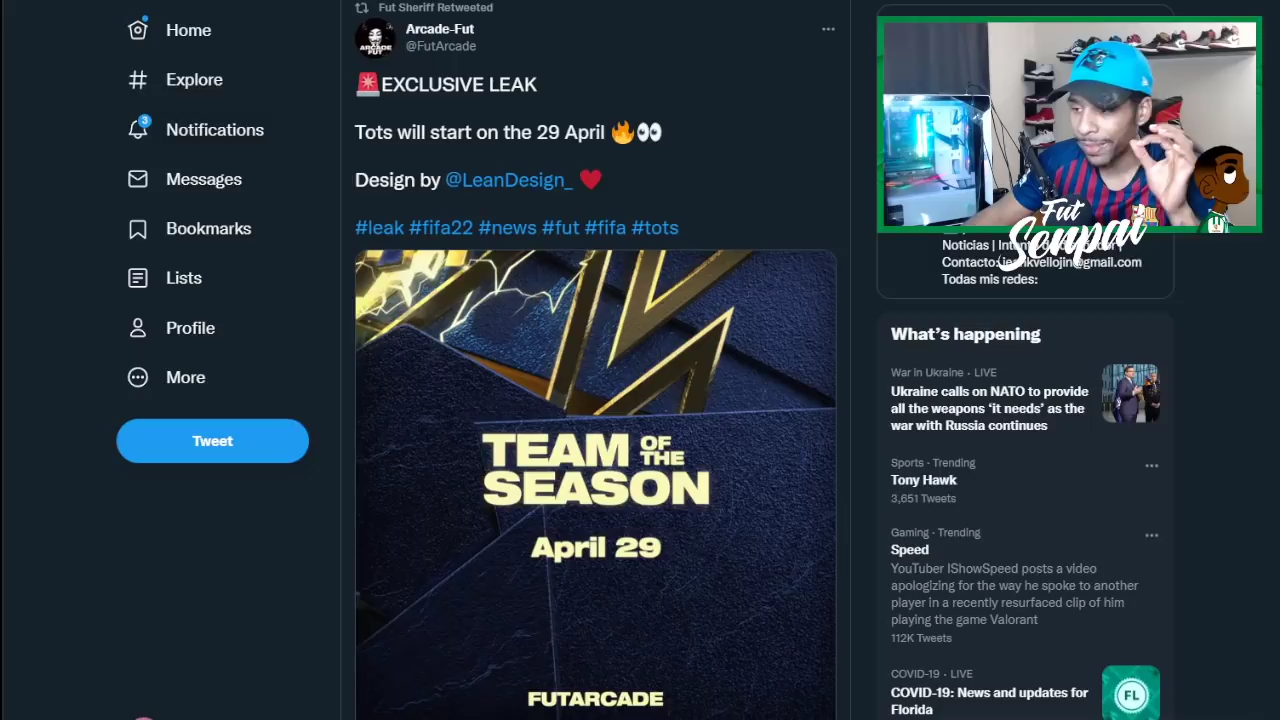 Home
Explore
3
Notifications
Messages
Bookmarks
Lists
Profile
More
Tweet
Fut Sheriff Retweeted
Arcade-Fut
@FutArcade
🚨EXCLUSIVE LEAK
Tots will start on the 29 April 🔥👀
Design by @LeanDesign_ ♥️
#leak #fifa22 #news #fut #fifa #tots
TEAM OF THE
SEASON
April 29
FUTARCADE
Fut
Senpai
Noticias |
@gmail.com
Todas mis redes:
What's happening
War in Ukraine · LIVE
Ukraine calls on NATO to provide
all the weapons 'it needs' as the
war with Russia continues
Sports · Trending
Tony Hawk
3,651 Tweets
Gaming · Trending
Speed
YouTuber IShowSpeed posts a video
apologizing for the way he spoke to another
player in a recently resurfaced clip of him
playing the game Valorant
112K Tweets
COVID-19 · LIVE
COVID-19: News and updates for
Florida
FL